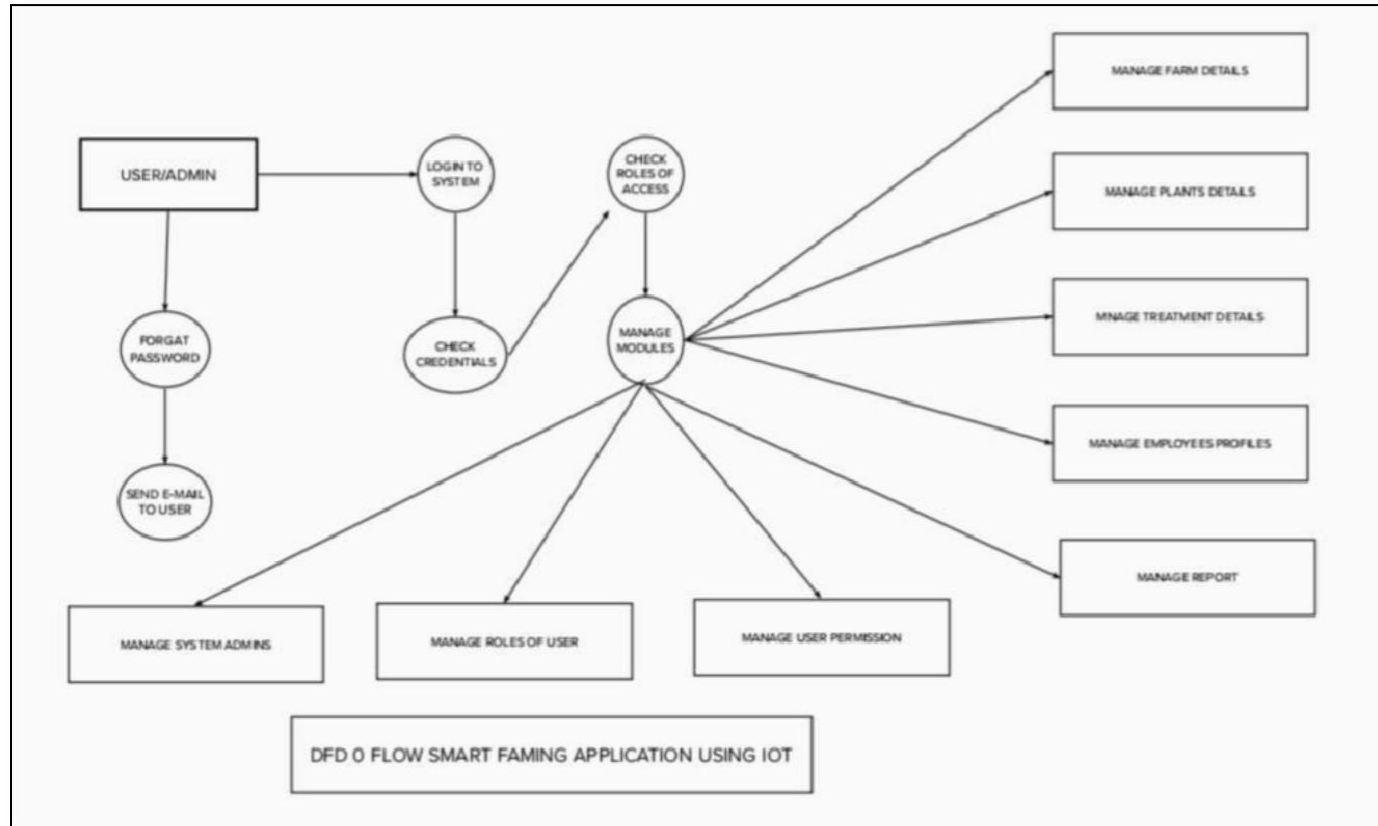 MANAGE FARM DETAILS
USER/ADMIN
LOGIN TO
SYSTEM
CHECK
ROLES OF
ACCESS
MANAGE PLANTS DETAILS
FORGAT
PASSWORD
CHECK
CREDENTIALS
MANAGE
MODULES
MNAGE TREATMENT DETAILS
MANAGE EMPLOYEES PROFILES
SEND E-MAIL
TO USER
MANAGE REPORT
MANAGE SYSTEM ADMINS
MANAGE ROLES OF USER
MANAGE USER PERMISSION
DFD 0 FLOW SMART FAMING APPLICATION USING IOT